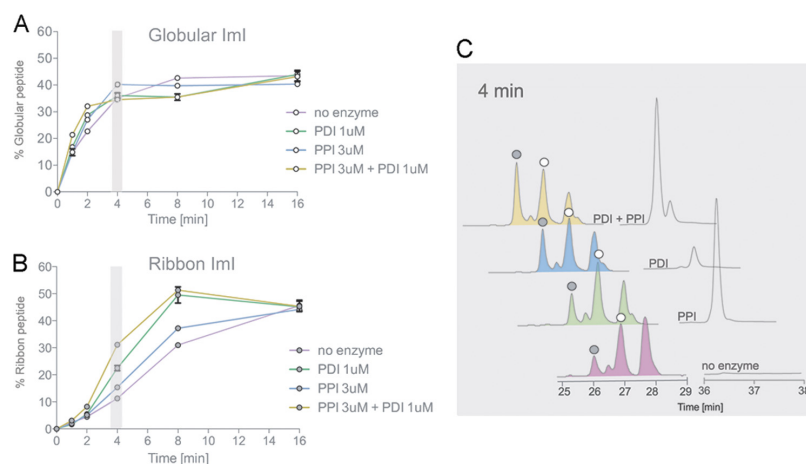 A
Globular ImI
% Globular peptide
60
50
40
30
20
10
0
0 2 4 6 8 10 12 14 16
Time [min]
no enzyme
PDI 1uM
PPI 3uM
PPI 3uM + PDI 1uM
B
Ribbon ImI
% Ribbon peptide
60
50
40
30
20
10
0
0 2 4 6 8 10 12 14 16
Time [min]
no enzyme
PDI 1uM
PPI 3uM
PPI 3uM + PDI 1uM
C
4 min
PDI + PPI
PDI
PPI
no enzyme
25 26 27 28 29 36 37 38
Time [min]